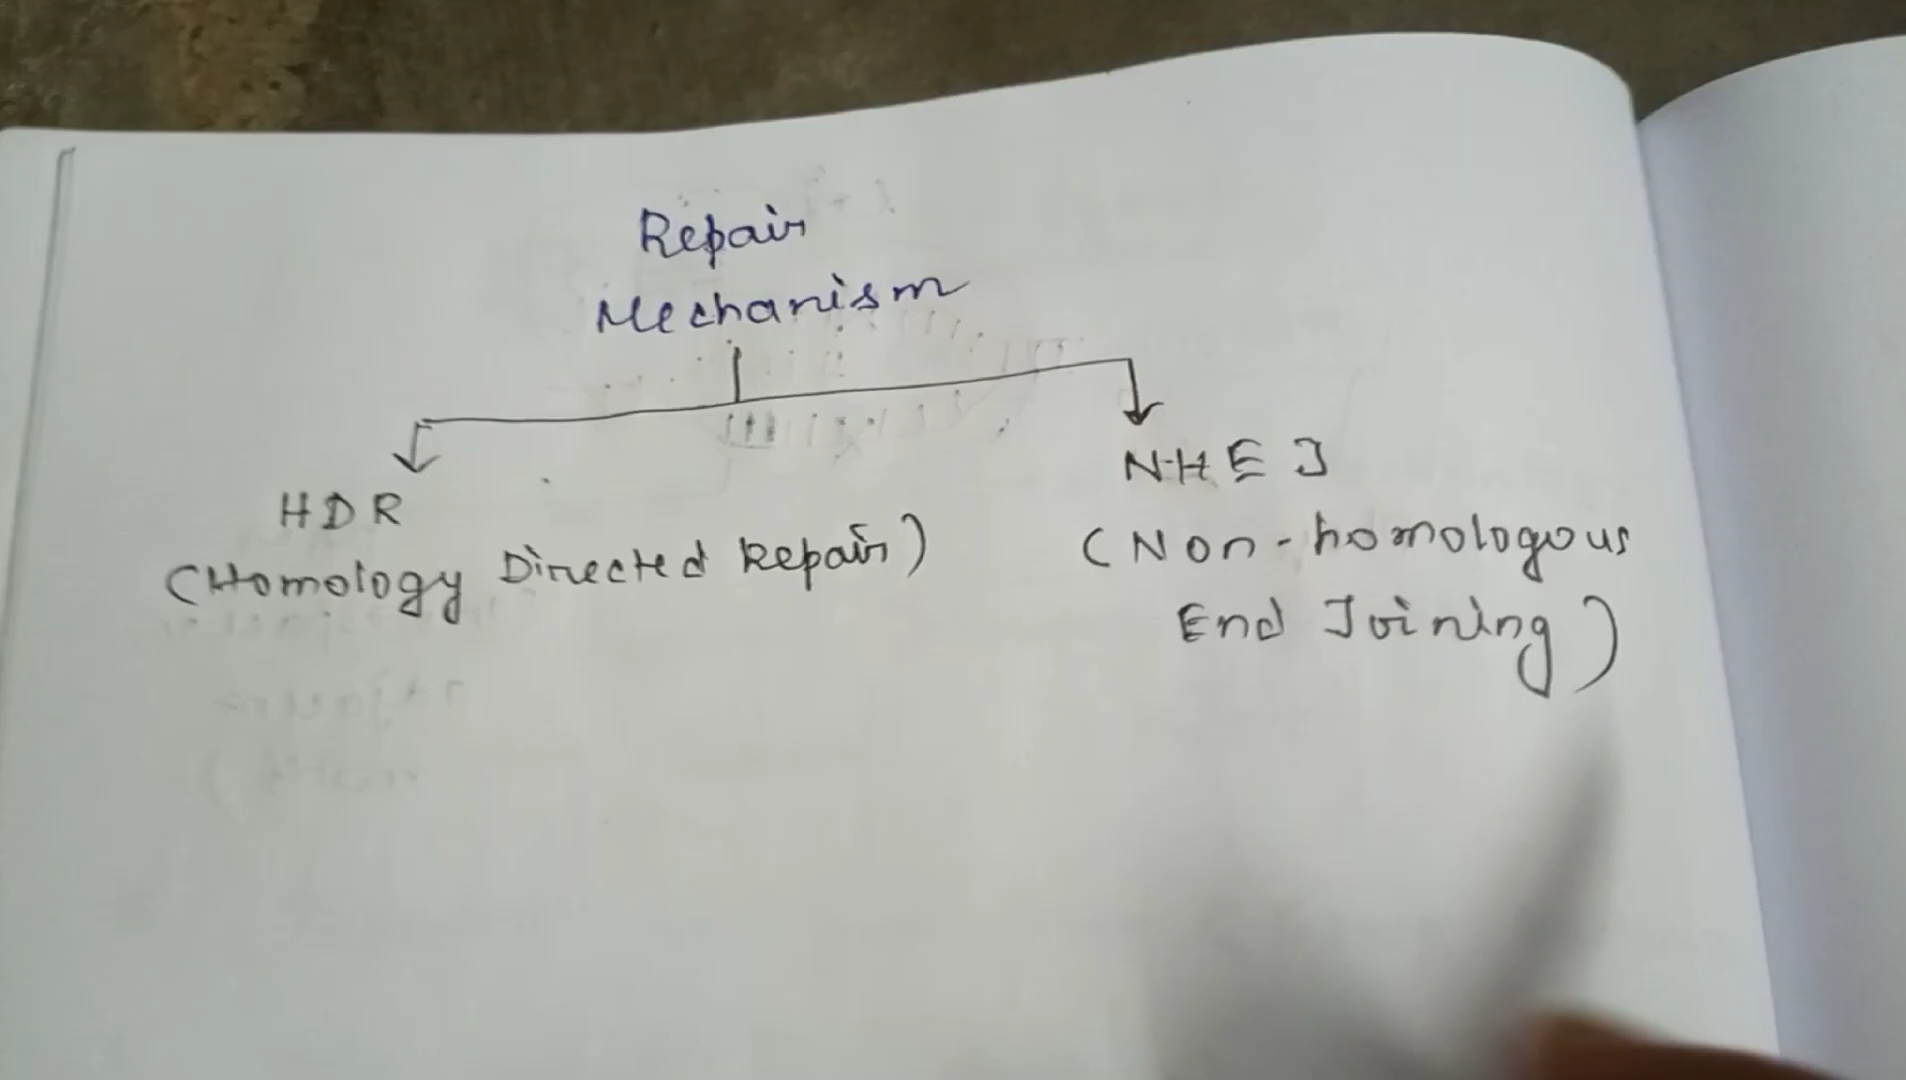 Repair
Mechanism
HDR
(Homology Directed Repair)
NHEJ
(Non-homologous
End Joining)